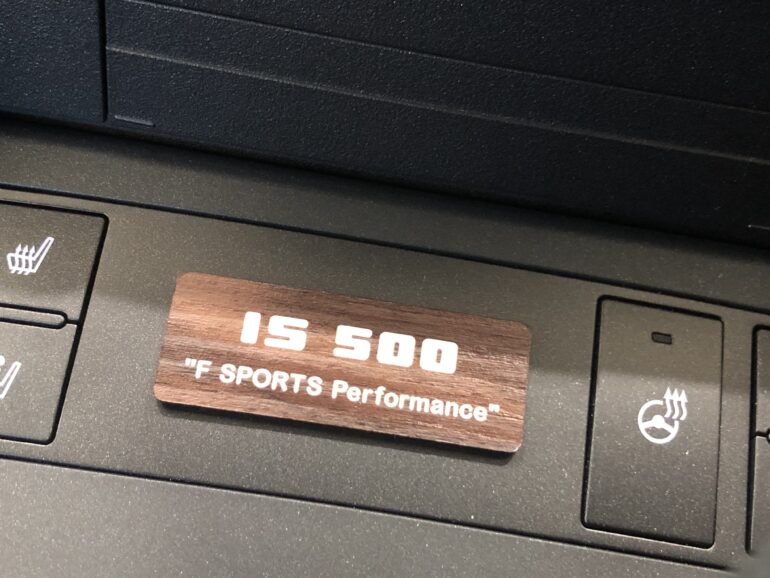 IS 500
"F SPORTS Performance"